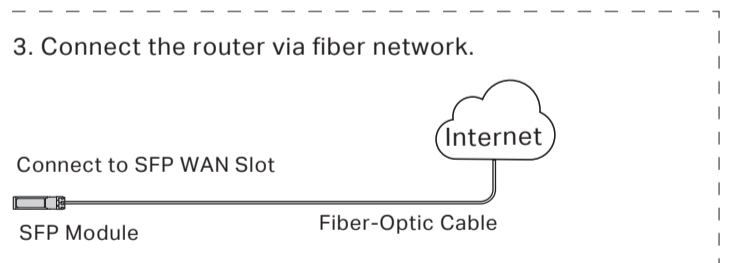 3. Connect the router via fiber network.
Internet
Connect to SFP WAN Slot
Fiber-Optic Cable
SFP Module